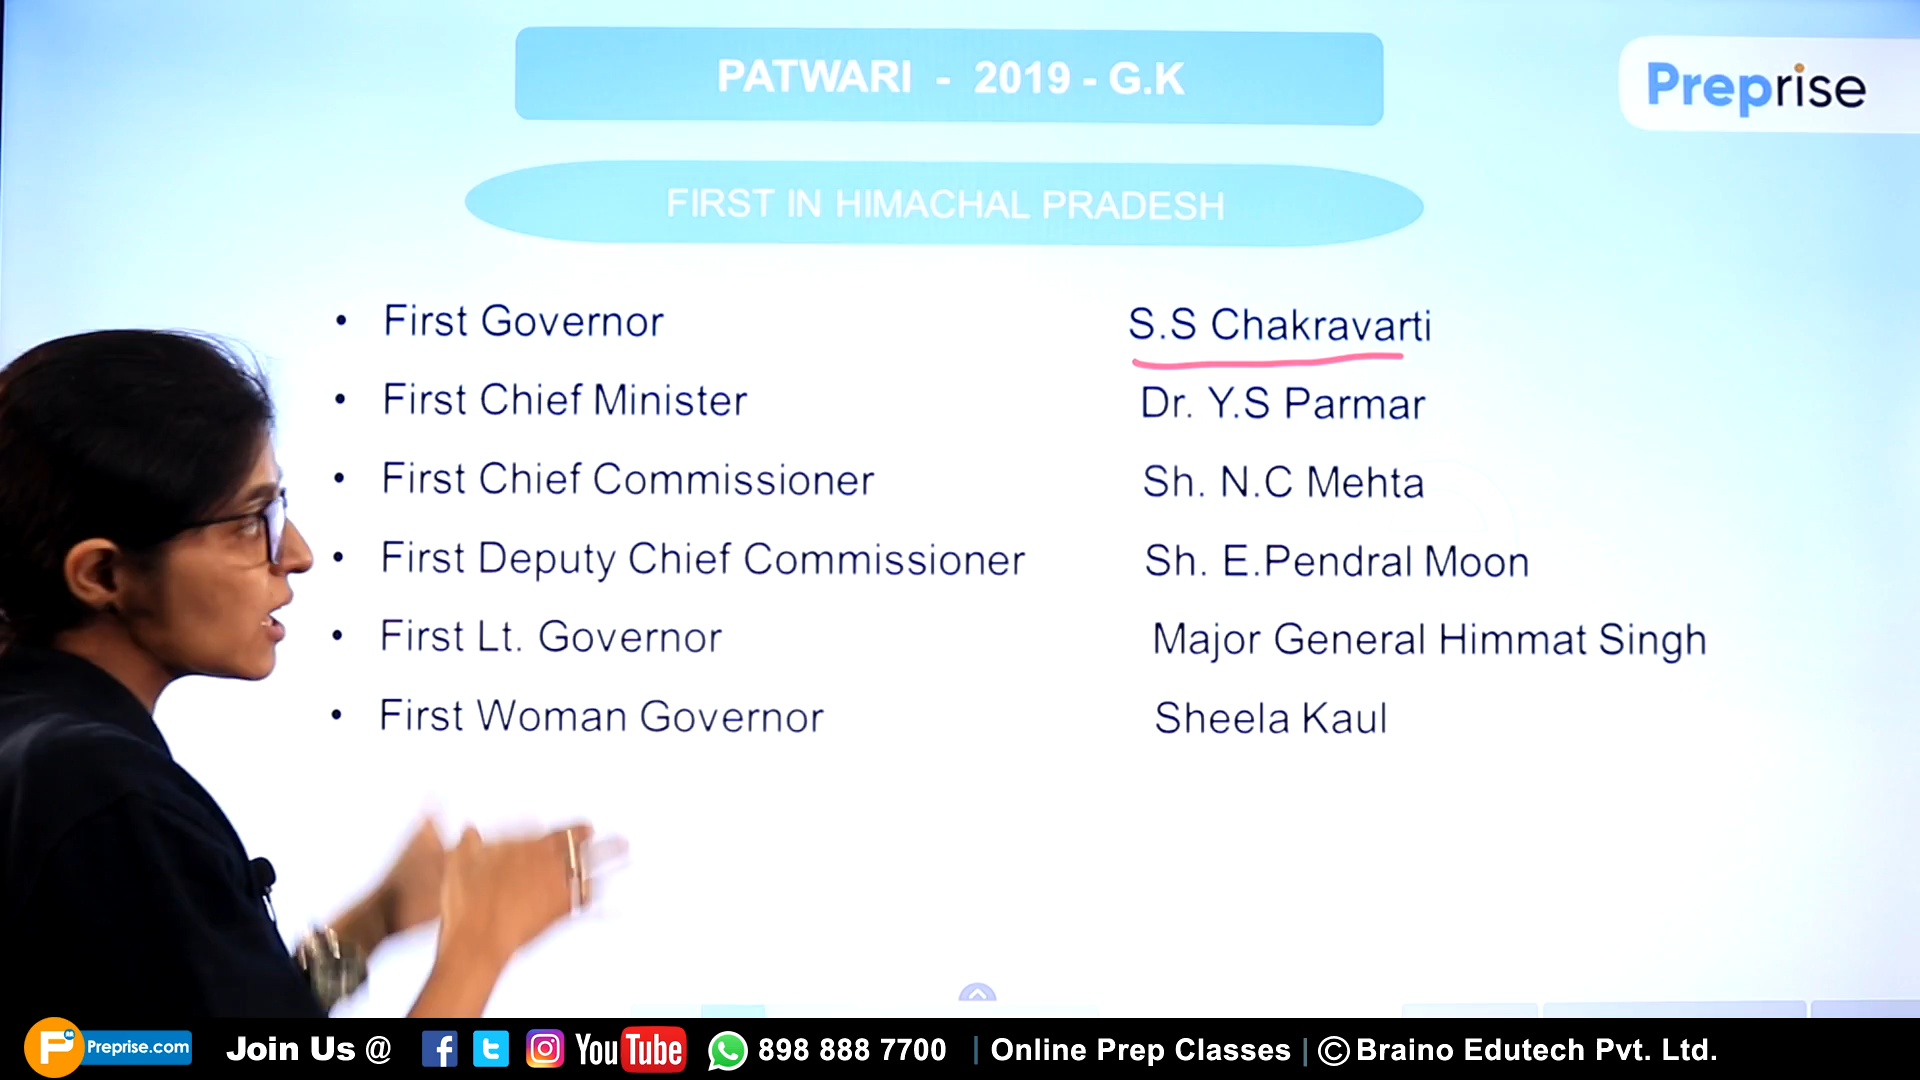 PATWARI - 2019 - G.K
Preprise
FIRST IN HIMACHAL PRADESH
• First Governor S.S Chakravarti
• First Chief Minister Dr. Y.S Parmar
• First Chief Commissioner Sh. N.C Mehta
• First Deputy Chief Commissioner Sh. E.Pendral Moon
• First Lt. Governor Major General Himmat Singh
• First Woman Governor Sheela Kaul
P Preprise.com Join Us @ f YouTube 898 888 7700 | Online Prep Classes | © Braino Edutech Pvt. Ltd.